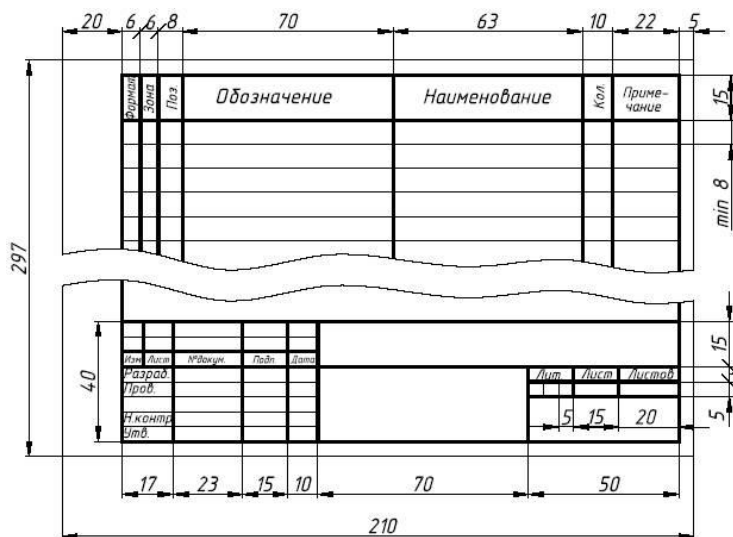 20 6 6 8 70 63 10 22 5
Формат Зона Поз. Обозначение Наименование Кол. Приме-
чание
15
min 8
297
40
Изм Лист №докум. Подп. Дата
Разраб.
Пров.
Н.контр
Утв.
Лит Лист Листов
5 15 20
15
5
17 23 15 10 70 50
210